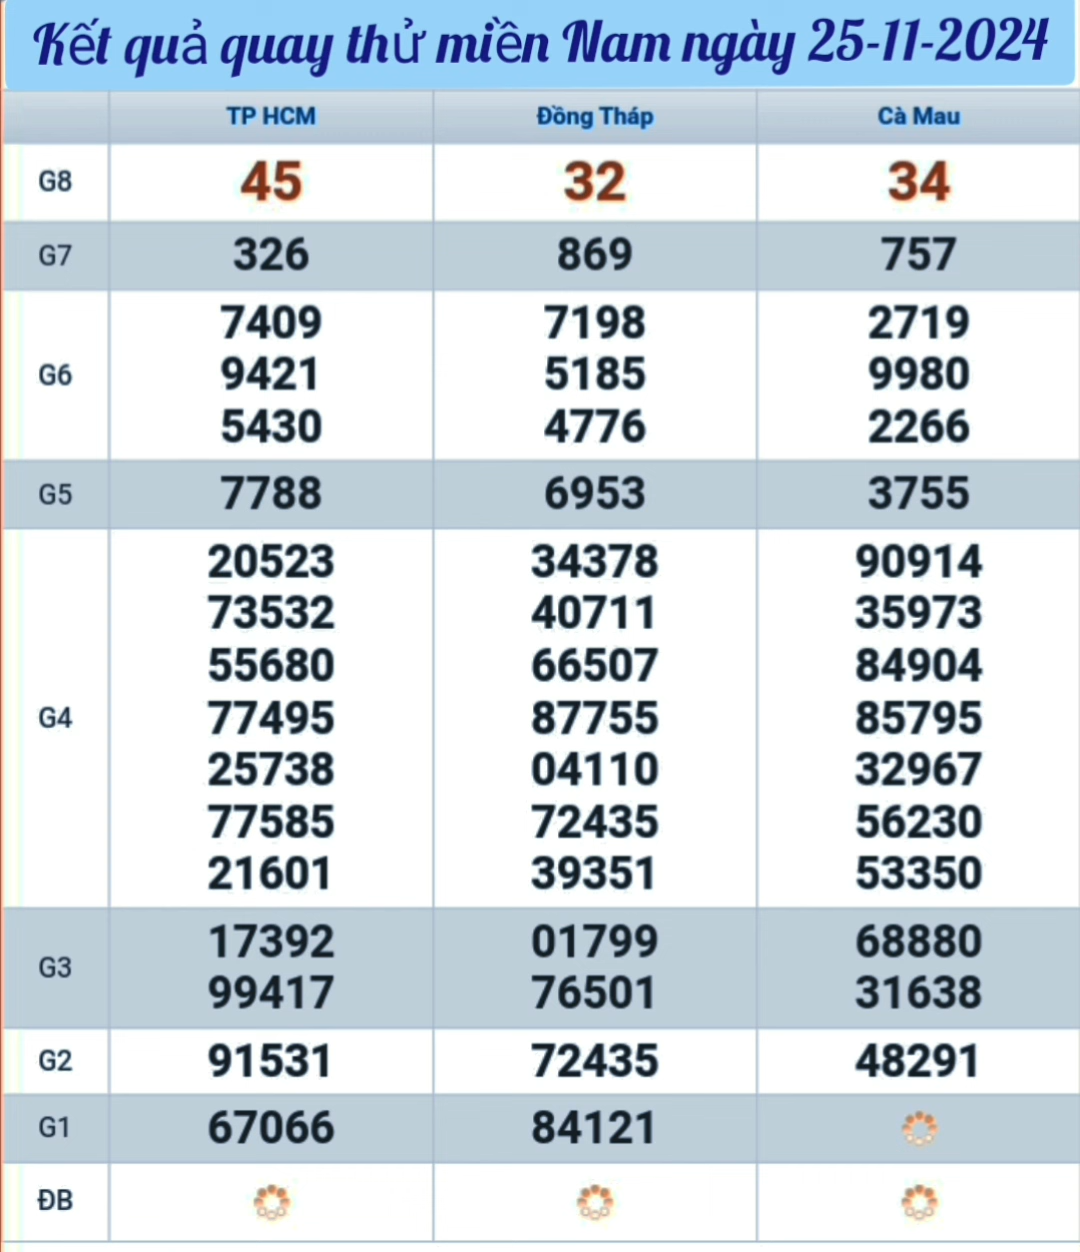 Kết quả quay thử miền Nam ngày 25-11-2024
TP HCM Đồng Tháp Cà Mau
G8 45 32 34
G7 326 869 757
7409 7198 2719
G6 9421 5185 9980
5430 4776 2266
G5 7788 6953 3755
20523 34378 90914
73532 40711 35973
55680 66507 84904
G4 77495 87755 85795
25738 04110 32967
77585 72435 56230
21601 39351 53350
G3 17392 01799 68880
99417 76501 31638
G2 91531 72435 48291
G1 67066 84121
ĐB